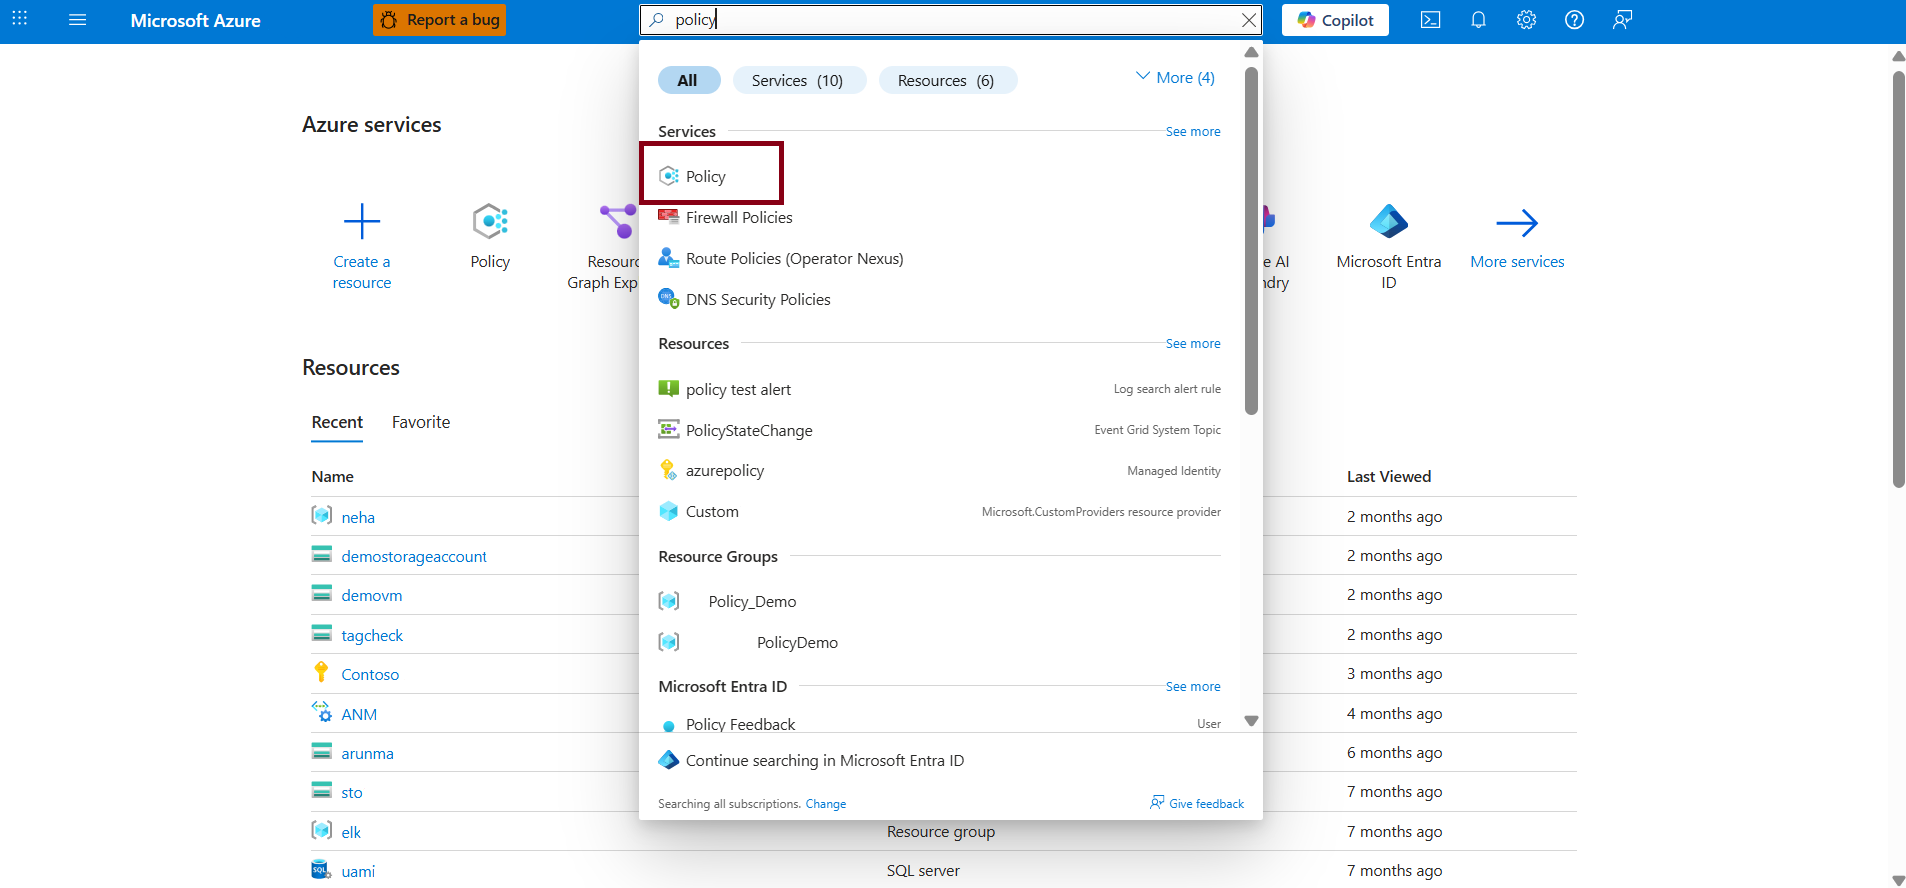 Microsoft Azure
Report a bug
policy
Copilot
All
Services (10)
Resources (6)
More (4)
Azure services
Services
See more
Policy
Firewall Policies
Route Policies (Operator Nexus)
DNS Security Policies
Create a
resource
Policy
Resourc
Graph Exp
e AI
ndry
Microsoft Entra
ID
More services
Resources
See more
policy test alert
Log search alert rule
PolicyStateChange
Event Grid System Topic
azurepolicy
Managed Identity
Custom
Microsoft.CustomProviders resource provider
Resource Groups
Policy_Demo
PolicyDemo
Microsoft Entra ID
See more
Policy Feedback
User
Continue searching in Microsoft Entra ID
Searching all subscriptions. Change
Give feedback
Resources
Recent
Favorite
Name
Last Viewed
neha
2 months ago
demostorageaccount
2 months ago
demovm
2 months ago
tagcheck
2 months ago
Contoso
3 months ago
ANM
4 months ago
arunma
6 months ago
sto
7 months ago
elk
Resource group
7 months ago
SQL
uami
SQL server
7 months ago